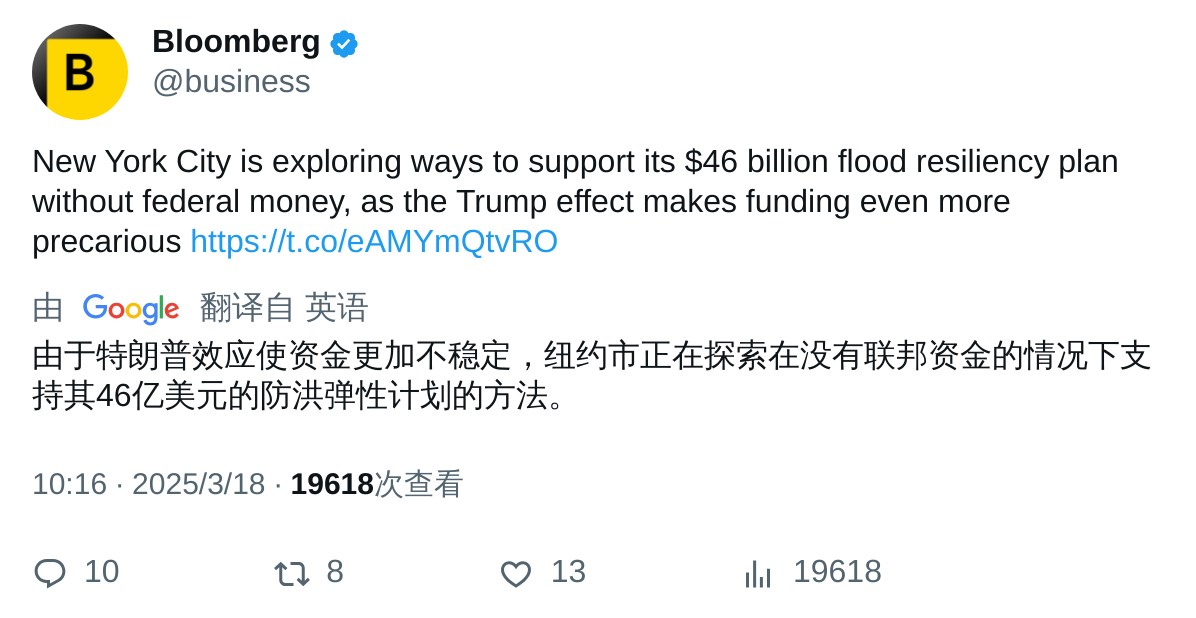 B
Bloomberg
@business
New York City is exploring ways to support its $46 billion flood resiliency plan
without federal money, as the Trump effect makes funding even more
precarious https://t.co/eAMYmQtvRO
由 Google 翻译自 英语
由于特朗普效应使资金更加不稳定，纽约市正在探索在没有联邦资金的情况下支
持其46亿美元的防洪弹性计划的方法。
10:16 · 2025/3/18 · 19618次查看
10 8 13 19618